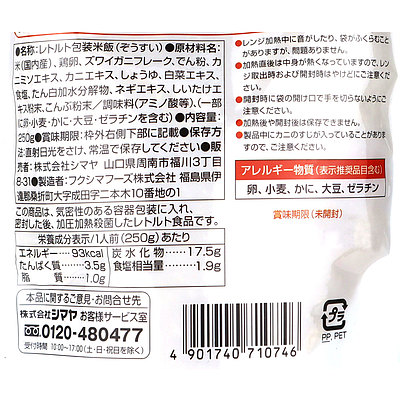 ●名称:レトルト包装米飯(ぞうすい)●原材料名:
米(国内産)、鶏卵、ズワイガニフレーク、でん粉、カ
ニミソエキス、カニエキス、しょうゆ、白菜エキス、
食塩、たん白加水分解物、ネギエキス、しいたけエ
キス粉末、こんぶ粉末／調味料(アミノ酸等)、(一部
に卵・小麦・かに・大豆・ゼラチンを含む)●内容量:
250g●賞味期限:枠外右側下部に記載●保存方
法:直射日光をさけ、常温で保存してください。
●販売者:株式会社シマヤ 山口県周南市福川3丁目
8-31●製造者:フクシマフーズ株式会社 福島県伊
達郡桑折町大字成田字二本木10番地の1
この商品は、気密性のある容器包装に入れ、
密封した後、加圧加熱殺菌したレトルト食品です。
栄養成分表示/1人前(250g)あたり
エネルギー 93kcal 炭水化物 17.5g
たんぱく質 3.5g 食塩相当量 1.9g
脂質 1.0g
本品に関するご意見・お問合せ先
株式会社シマヤ お客様サービス室
0120-480477
受付時間 10:00〜17:00(土・日・祝日を除く)
●レンジ加熱中に音がしたり、袋がふくらむこと
がありますが、問題ありません。
●加熱直後は中身が熱くなっていますので、レン
ジ取出時および開封時はやけどにご注意くだ
さい。
●開封時に袋の開け口で手を切らないようにご
注意ください。
●加熱後や開封後は保存できません。
●製品中にカニのすじが入っていることがありま
すので、ご注意ください。
アレルギー物質(表示推奨品目含む)
卵、小麦、かに、大豆、ゼラチン
賞味期限(未開封)
プラ
PP, PET
4 901740 710746